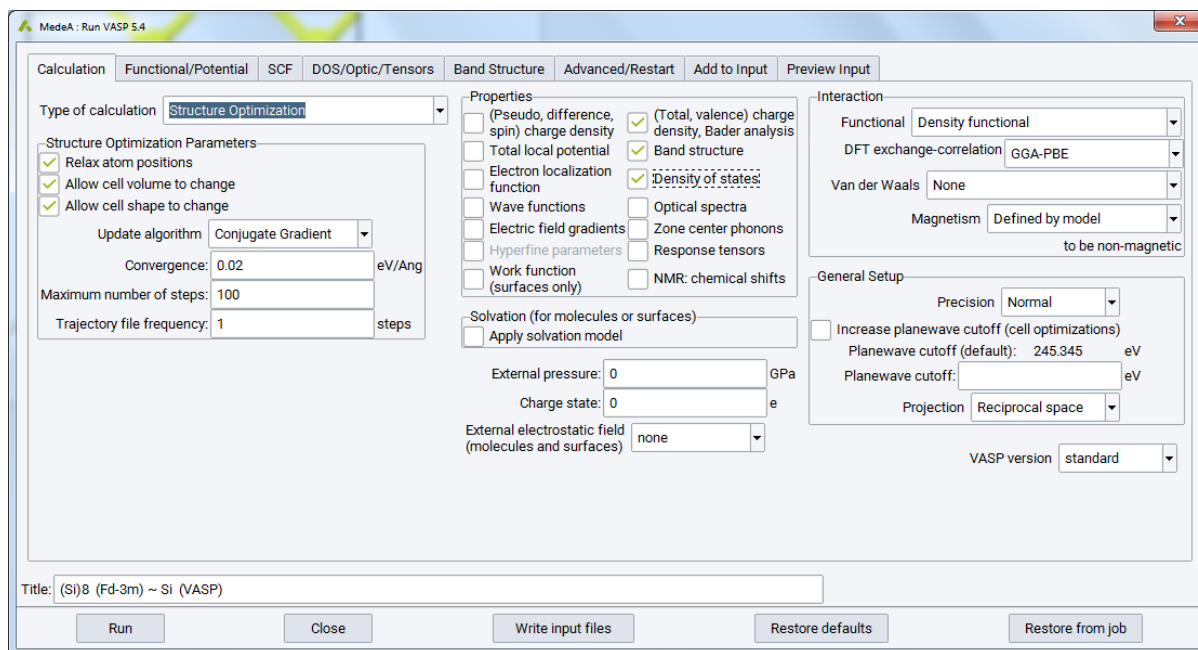 MedeA : Run VASP 5.4
Calculation Functional/Potential SCF DOS/Optic/Tensors Band Structure Advanced/Restart Add to Input Preview Input
Type of calculation Structure Optimization
Structure Optimization Parameters
Relax atom positions
Allow cell volume to change
Allow cell shape to change
Update algorithm Conjugate Gradient
Convergence: 0.02 eV/Ang
Maximum number of steps: 100
Trajectory file frequency: 1 steps
Properties
(Pseudo, difference,
spin) charge density
(Total, valence) charge
density, Bader analysis
Total local potential
Band structure
Electron localization
function
Density of states
Wave functions
Optical spectra
Electric field gradients
Zone center phonons
Hyperfine parameters
Response tensors
Work function
(surfaces only)
NMR: chemical shifts
Solvation (for molecules or surfaces)
Apply solvation model
External pressure: 0 GPa
Charge state: 0 e
External electrostatic field
(molecules and surfaces)
none
Interaction
Functional Density functional
DFT exchange-correlation GGA-PBE
Van der Waals None
Magnetism Defined by model
to be non-magnetic
General Setup
Precision Normal
Increase planewave cutoff (cell optimizations)
Planewave cutoff (default): 245.345 eV
Planewave cutoff: eV
Projection Reciprocal space
VASP version standard
Title: (Si)8 (Fd-3m) ~ Si (VASP)
Run Close Write input files Restore defaults Restore from job